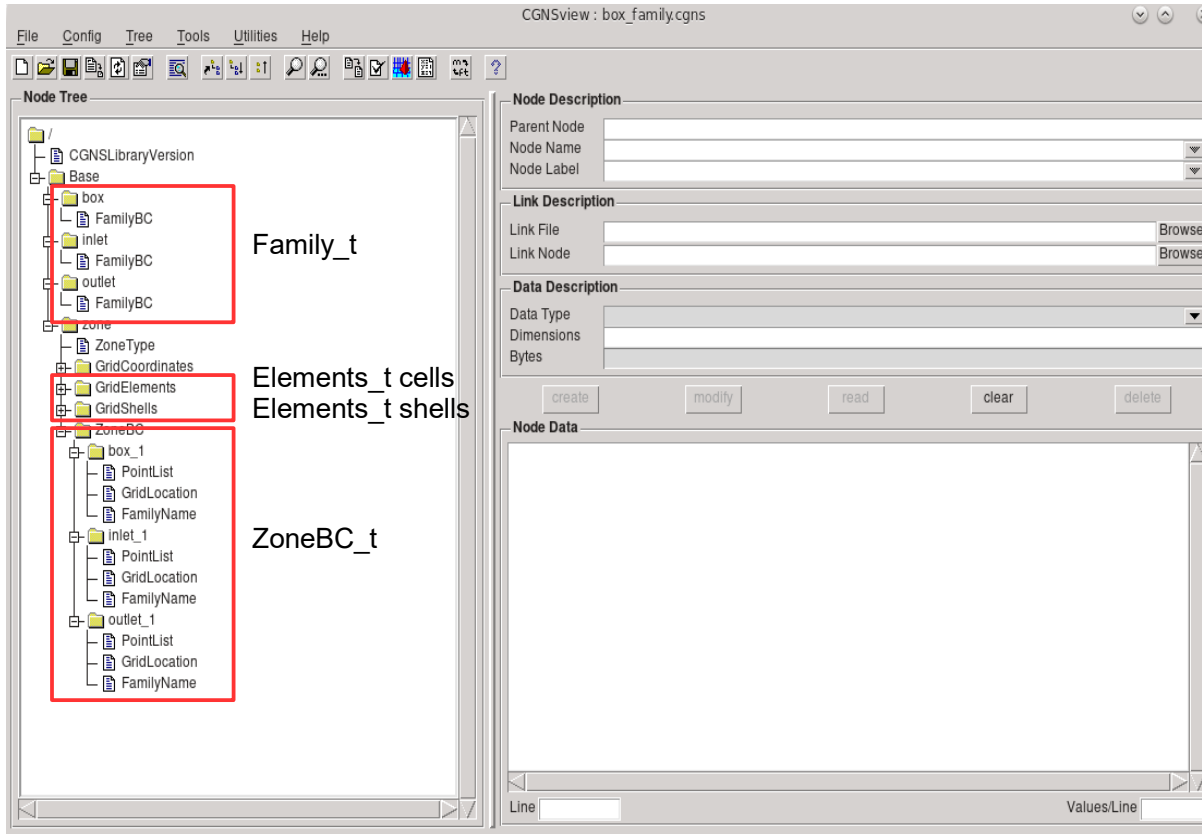 CGNSview : box_family.cgns
File Config Tree Tools Utilities Help
Node Tree
/
CGNSLibraryVersion
Base
box
FamilyBC
inlet
FamilyBC
outlet
FamilyBC
zone
ZoneType
GridCoordinates
GridElements
GridShells
ZoneBC
box_1
PointList
GridLocation
FamilyName
inlet_1
PointList
GridLocation
FamilyName
outlet_1
PointList
GridLocation
FamilyName
Family_t
Elements_t cells
Elements_t shells
ZoneBC_t
Node Description
Parent Node
Node Name
Node Label
Link Description
Link File Browse
Link Node Browse
Data Description
Data Type
Dimensions
Bytes
create modify read clear delete
Node Data
Line Values/Line